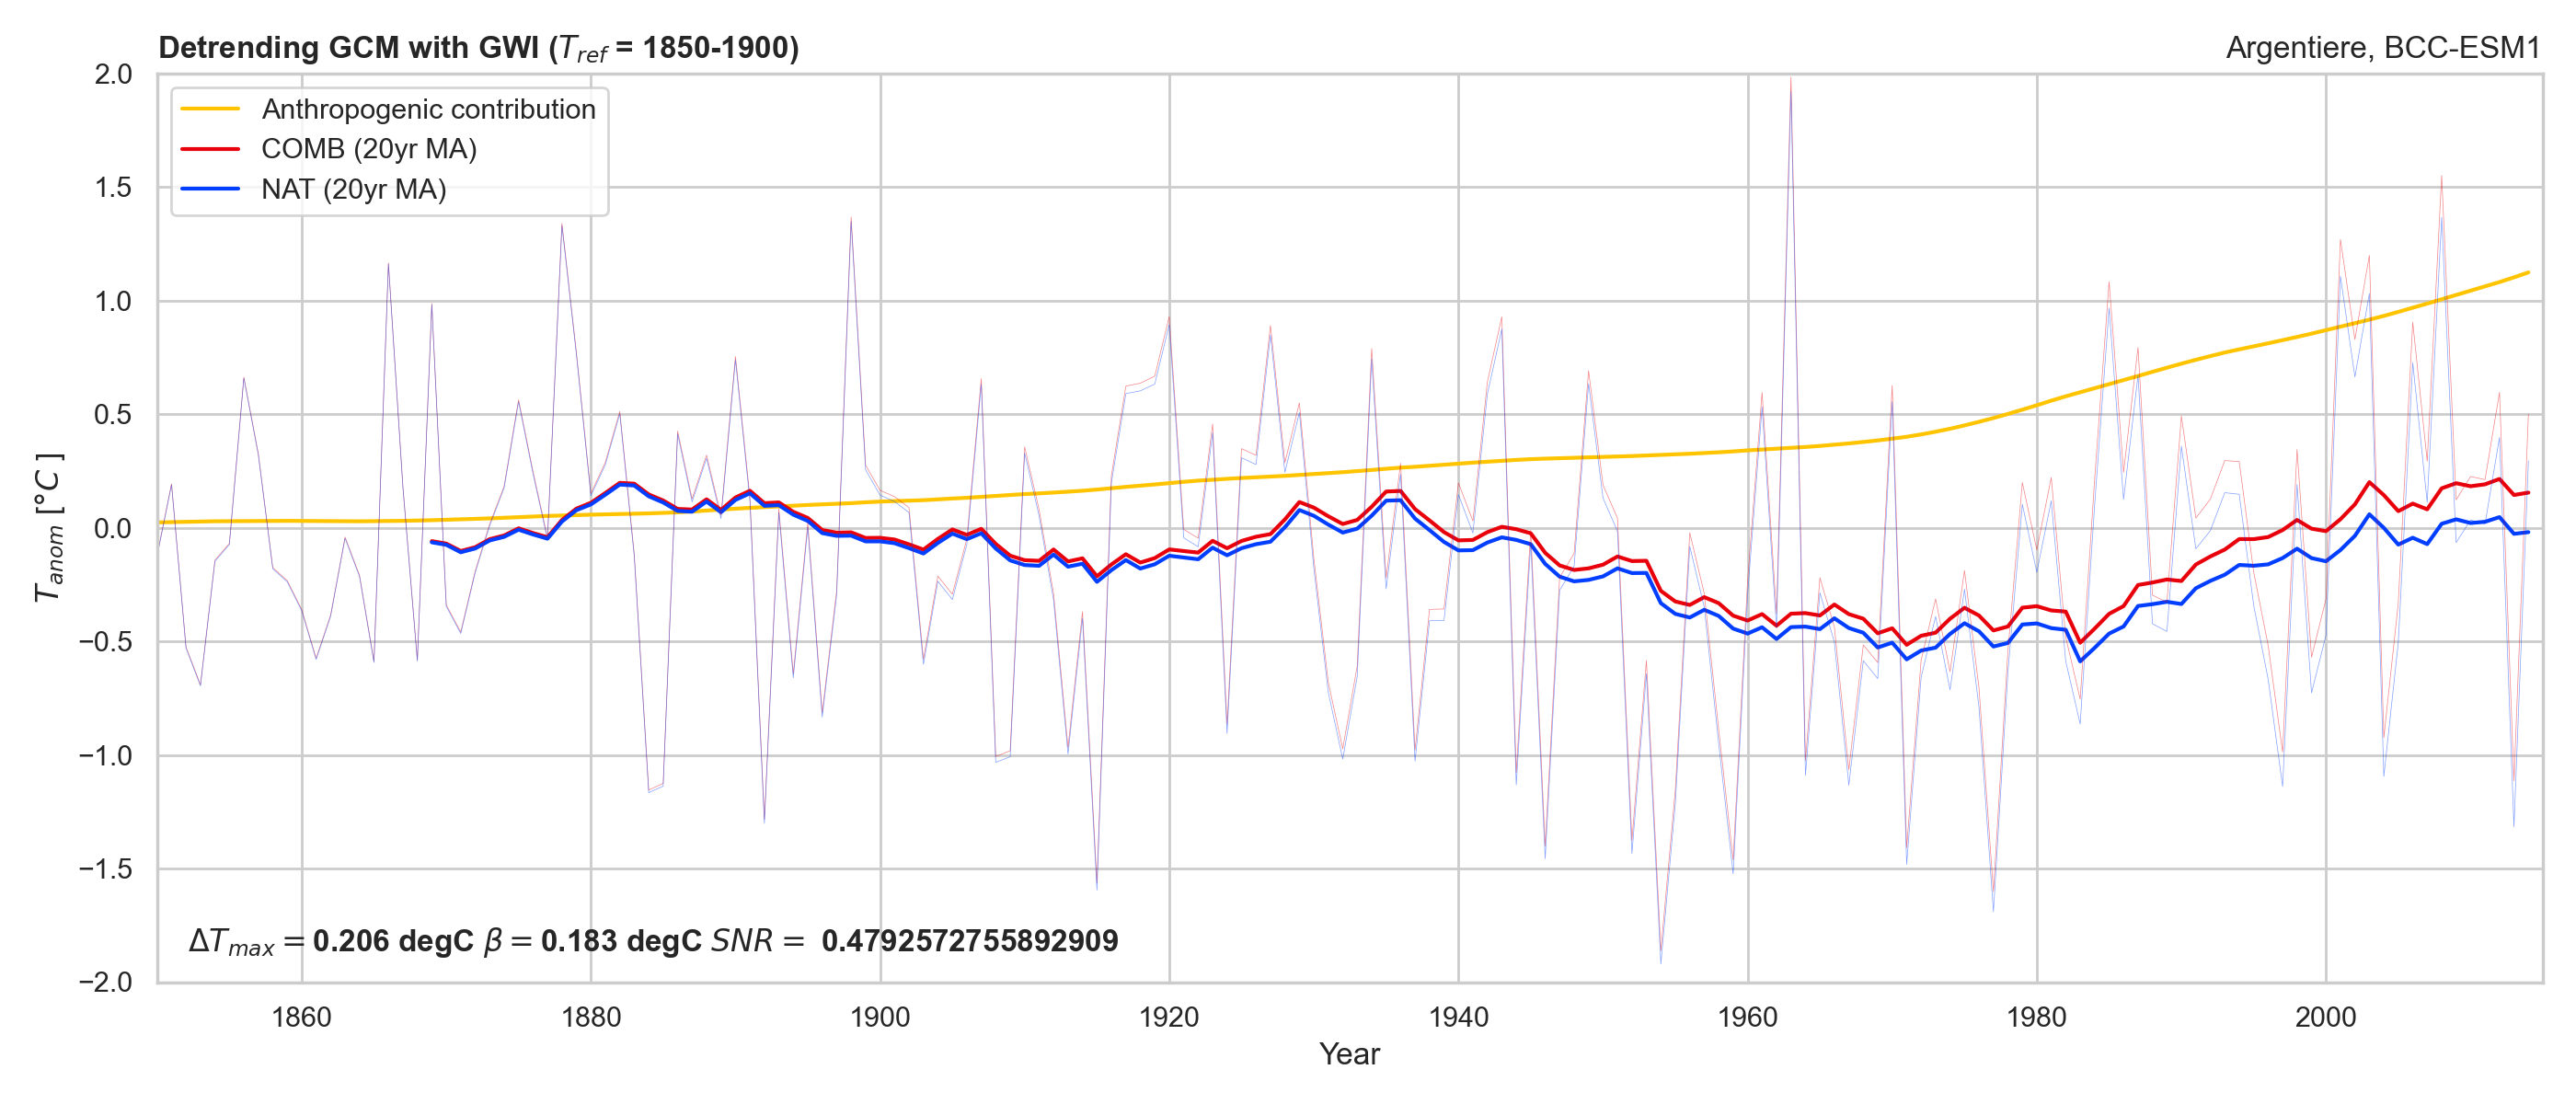 Detrending GCM with GWI (T_ref = 1850-1900)
Argentiere, BCC-ESM1
2.0
1.5
1.0
0.5
0.0
−0.5
−1.0
−1.5
−2.0
T_anom [°C ]
Anthropogenic contribution
COMB (20yr MA)
NAT (20yr MA)
ΔT_max = 0.206 degC β = 0.183 degC SNR = 0.4792572755892909
1860 1880 1900 1920 1940 1960 1980 2000
Year